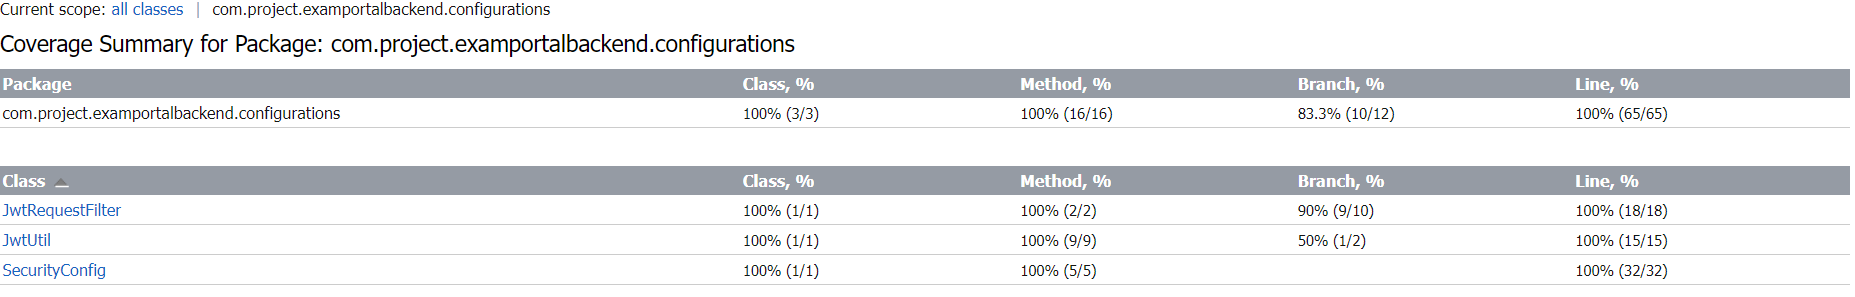 Current scope: all classes | com.project.examportalbackend.configurations
Coverage Summary for Package: com.project.examportalbackend.configurations
Package Class, % Method, % Branch, % Line, %
com.project.examportalbackend.configurations 100% (3/3) 100% (16/16) 83.3% (10/12) 100% (65/65)
Class Class, % Method, % Branch, % Line, %
JwtRequestFilter 100% (1/1) 100% (2/2) 90% (9/10) 100% (18/18)
JwtUtil 100% (1/1) 100% (9/9) 50% (1/2) 100% (15/15)
SecurityConfig 100% (1/1) 100% (5/5) 100% (32/32)